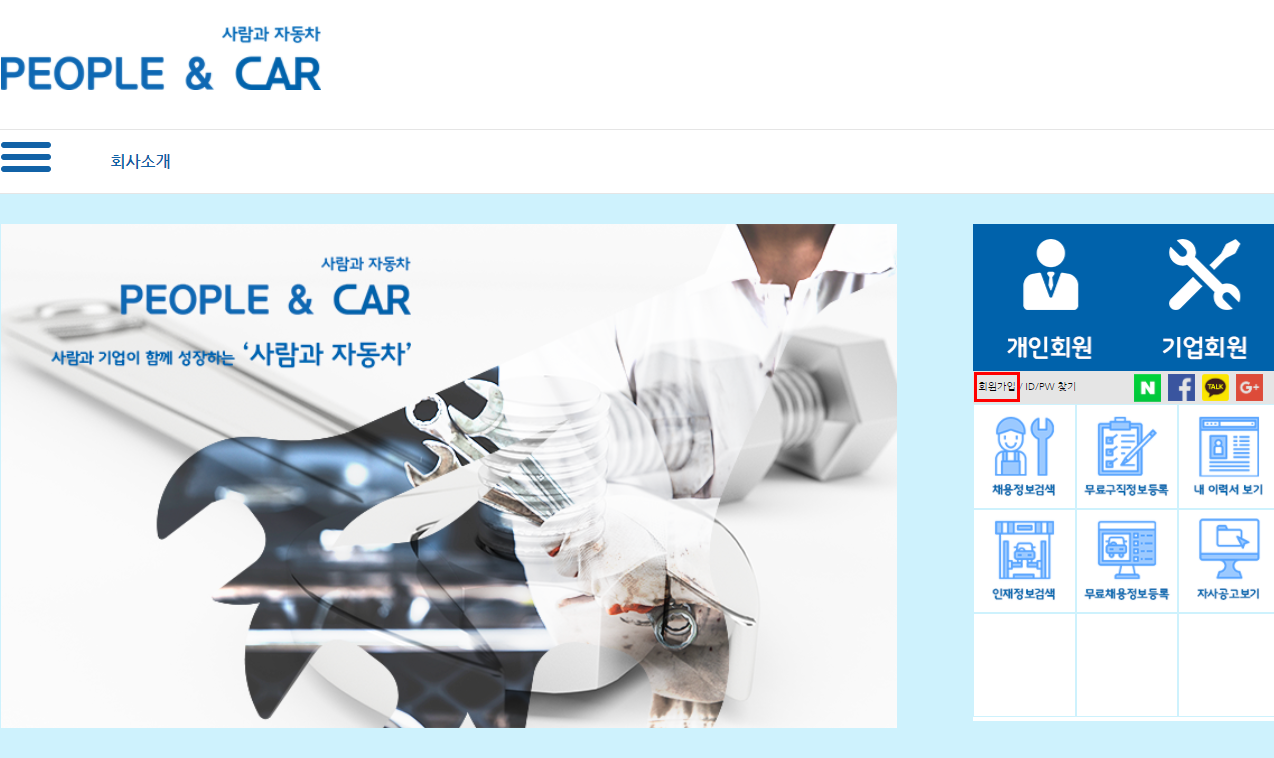 사람과 자동차
PEOPLE & CAR
회사소개
사람과 자동차
PEOPLE & CAR
사람과 기업이 함께 성장하는 ‘사람과 자동차’
개인회원 기업회원
회원가입 / ID/PW 찾기 N f TALK G+
채용정보검색 무료구직정보등록 내 이력서 보기
인재정보검색 무료채용정보등록 자사공고보기